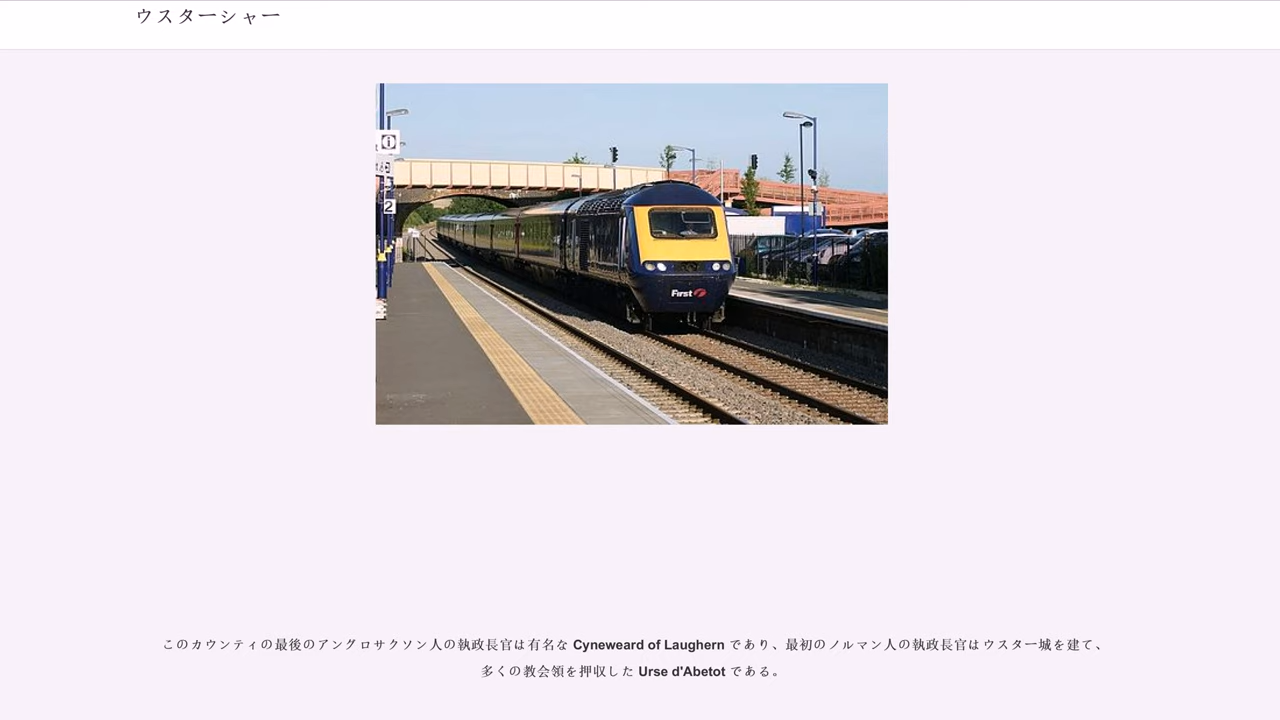 ウスターシャー
2
First
このカウンティの最後のアングロサクソン人の執政長官は有名な Cyneweard of Laughern であり、最初のノルマン人の執政長官はウスター城を建て、
多くの教会領を押収した Urse d'Abetot である。